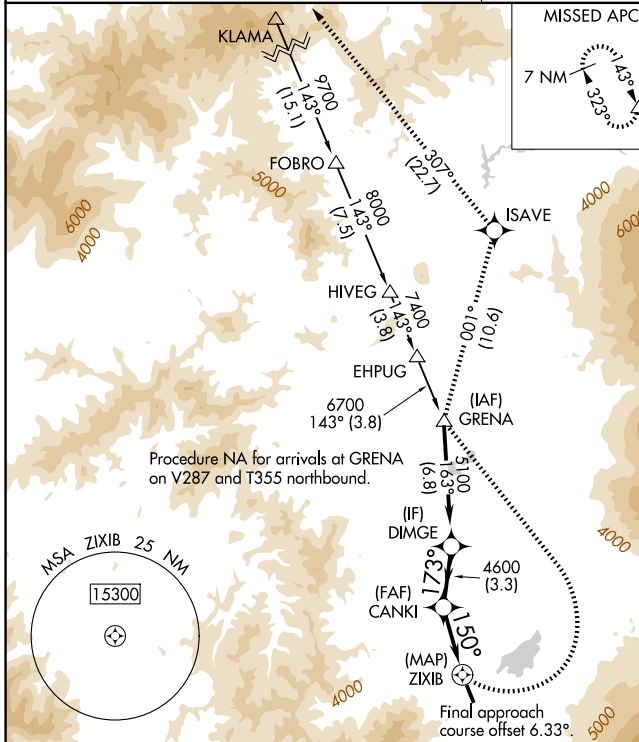 MISSED APC
7 NM
143°
323°
KLAMA
9700
143°
(15.1)
FOBRO
5000
6000
4000
8000
143°
(7.5)
307°
(22.7)
ISAVE
4000
600
HIVEG
7400
143°
(3.8)
001°
(10.6)
EHPUG
6700
143° (3.8)
(IAF)
GRENA
Procedure NA for arrivals at GRENA
on V287 and T355 northbound.
5100
163°
(6.8)
(IF)
DIMGE
4000
MSA ZIXIB 25 NM
15300
173°
4600
(3.3)
(FAF)
CANKI
150°
(MAP)
ZIXIB
4000
Final approach
course offset 6.33°.
5000